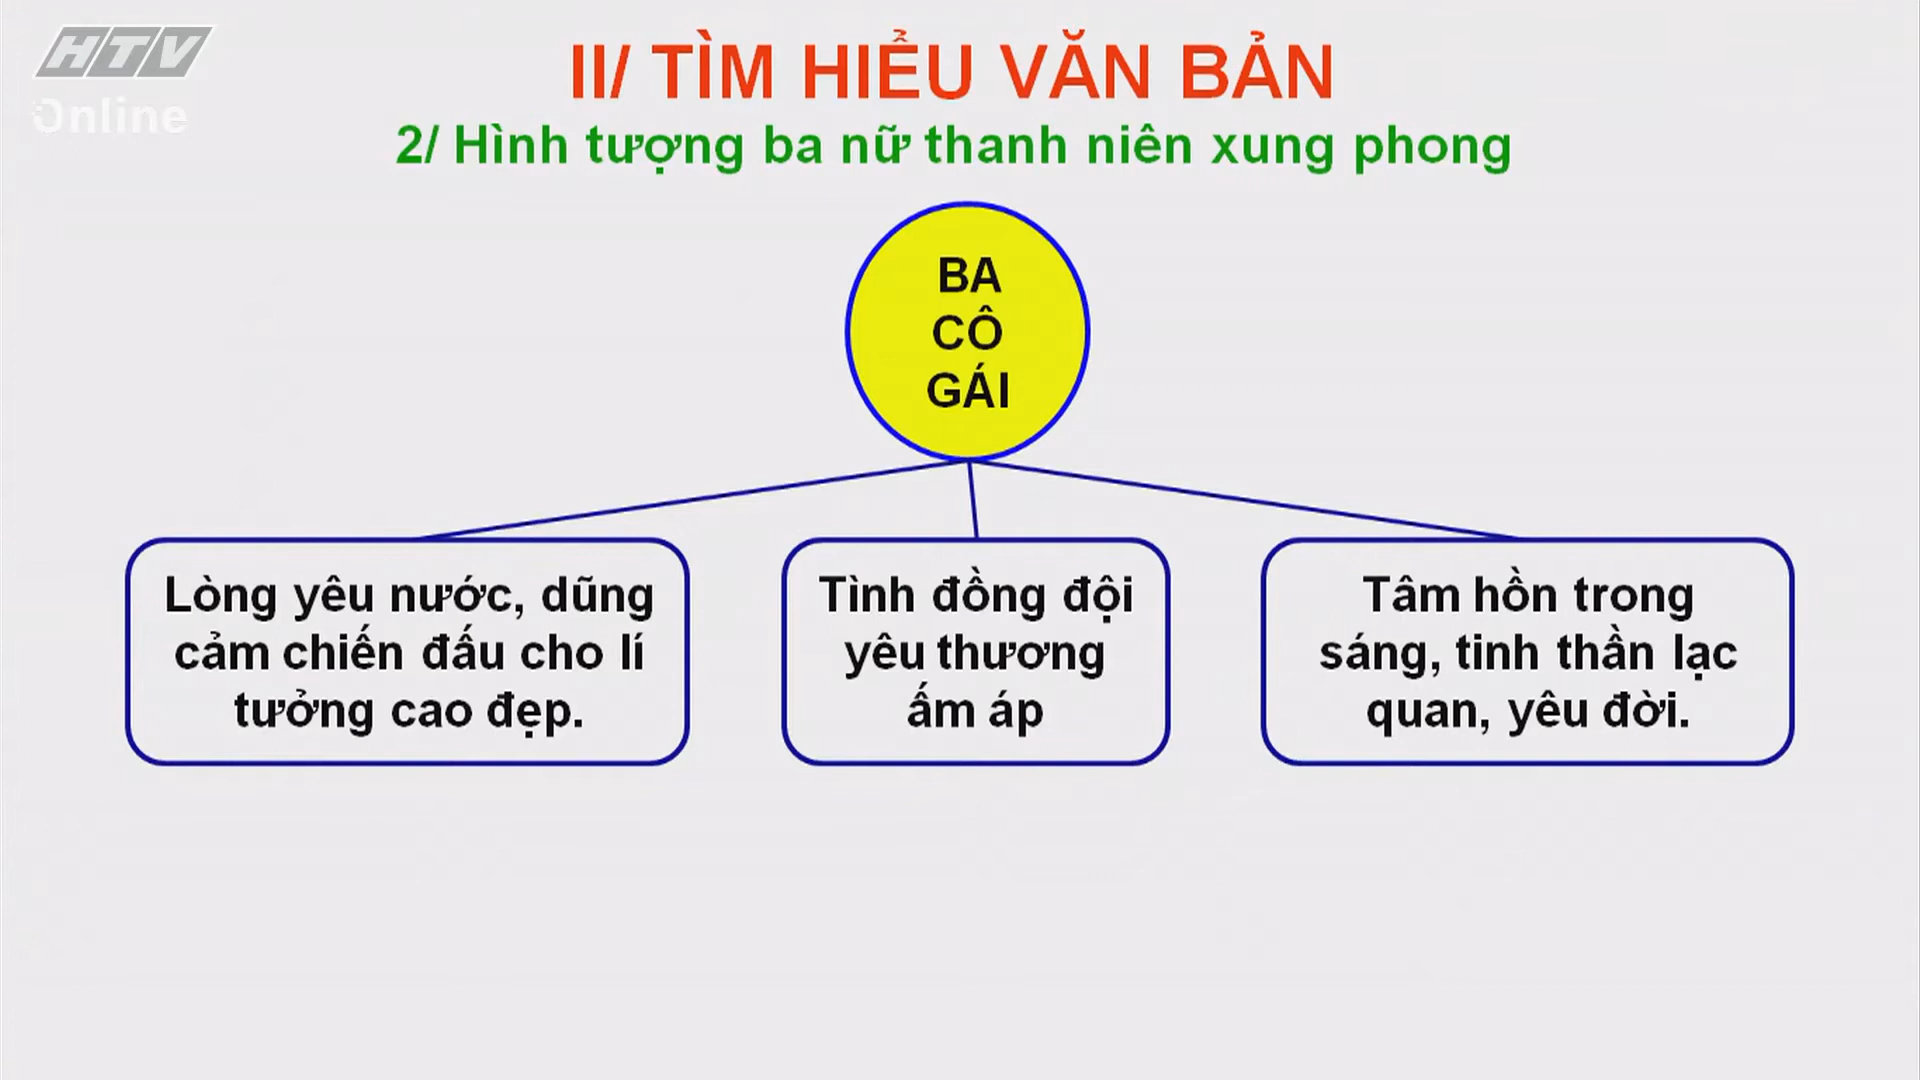 HTV
Online
II/ TÌM HIỂU VĂN BẢN
2/ Hình tượng ba nữ thanh niên xung phong
BA
CÔ
GÁI
Lòng yêu nước, dũng
cảm chiến đấu cho lí
tưởng cao đẹp.
Tình đồng đội
yêu thương
ấm áp
Tâm hồn trong
sáng, tinh thần lạc
quan, yêu đời.